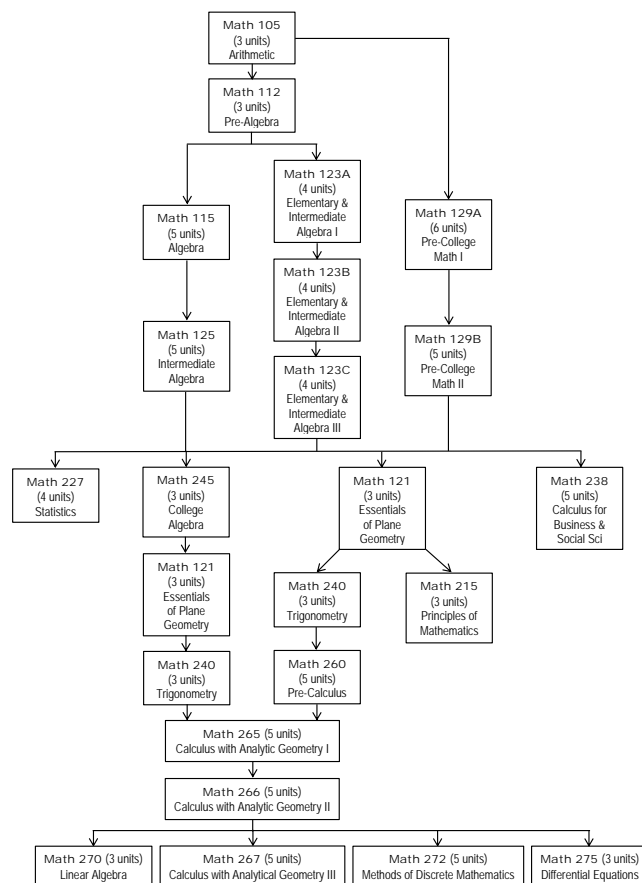 Math 105
(3 units)
Arithmetic
Math 112
(3 units)
Pre-Algebra
Math 115
(5 units)
Algebra
Math 123A
(4 units)
Elementary &
Intermediate
Algebra I
Math 129A
(6 units)
Pre-College
Math I
Math 123B
(4 units)
Elementary &
Intermediate
Algebra II
Math 125
(5 units)
Intermediate
Algebra
Math 129B
(5 units)
Pre-College
Math II
Math 123C
(4 units)
Elementary &
Intermediate
Algebra III
Math 227
(4 units)
Statistics
Math 245
(3 units)
College
Algebra
Math 121
(3 units)
Essentials
of Plane
Geometry
Math 238
(5 units)
Calculus for
Business &
Social Sci
Math 121
(3 units)
Essentials
of Plane
Geometry
Math 240
(3 units)
Trigonometry
Math 215
(3 units)
Principles of
Mathematics
Math 240
(3 units)
Trigonometry
Math 260
(5 units)
Pre-Calculus
Math 265 (5 units)
Calculus with Analytic Geometry I
Math 266 (5 units)
Calculus with Analytic Geometry II
Math 270 (3 units)
Linear Algebra
Math 267 (5 units)
Calculus with Analytical Geometry III
Math 272 (5 units)
Methods of Discrete Mathematics
Math 275 (3 units)
Differential Equations